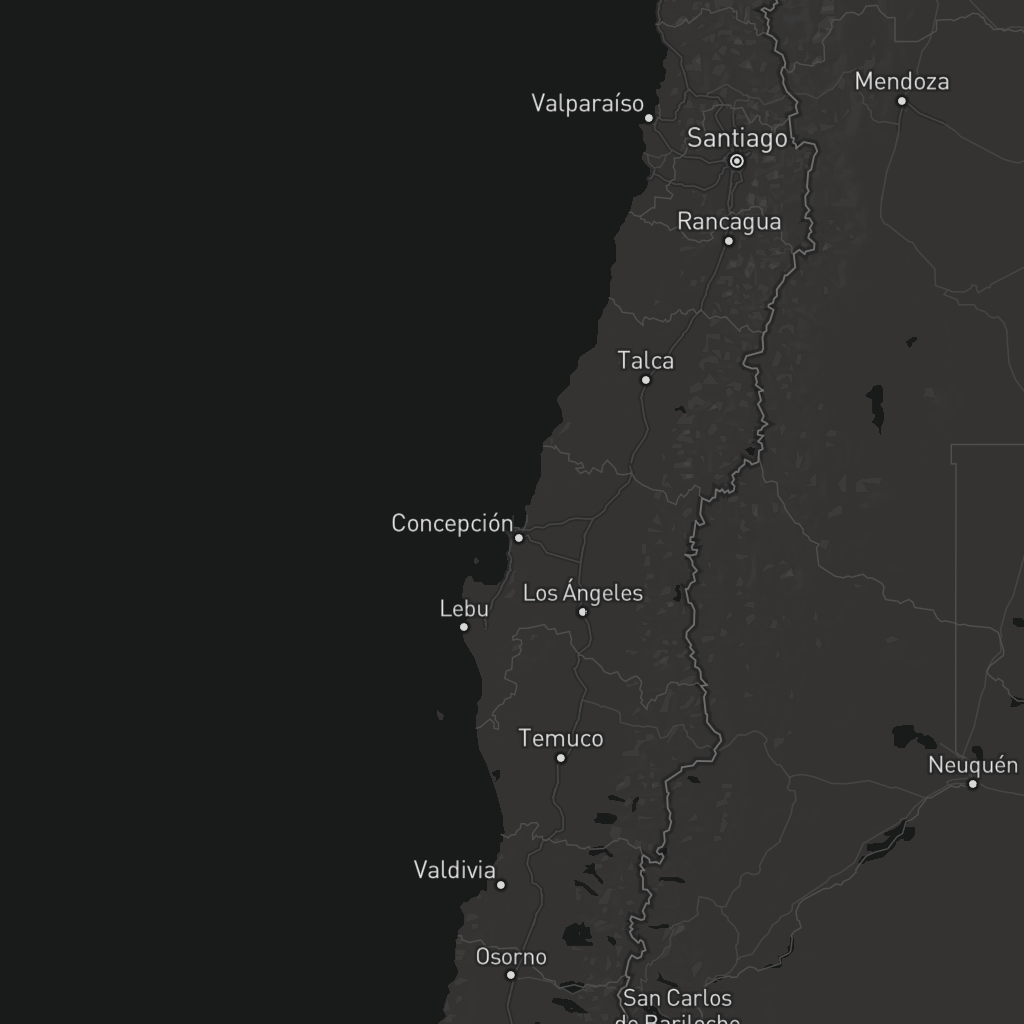 Mendoza
Valparaíso
Santiago
Rancagua
Talca
Concepción
Los Ángeles
Lebu
Temuco
Neuquén
Valdivia
Osorno
San Carlos
de Bariloche